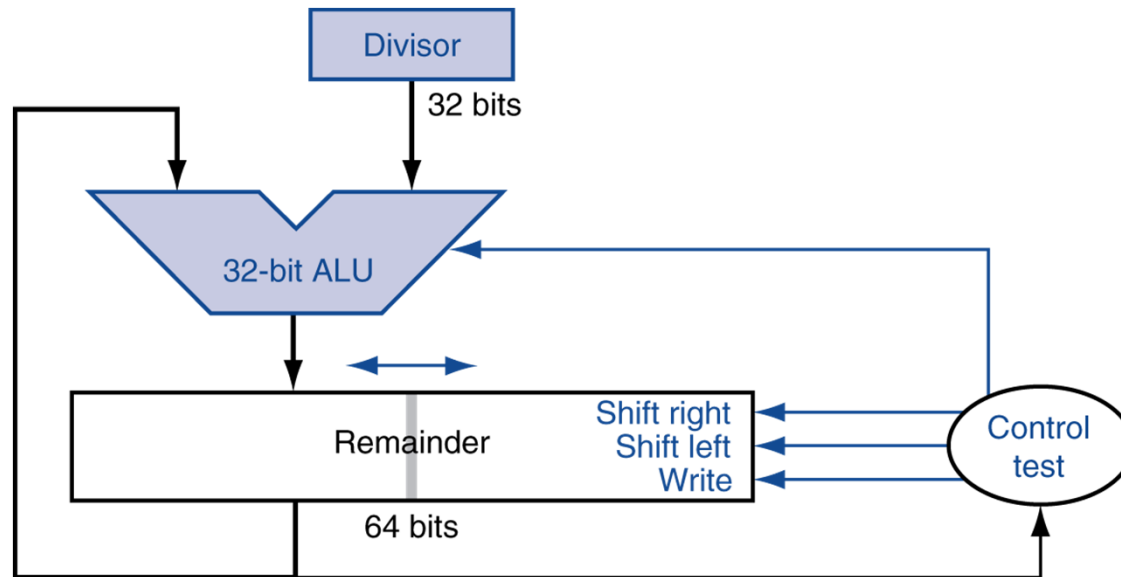 Divisor
32 bits
32-bit ALU
Remainder
Shift right
Shift left
Write
Control
test
64 bits